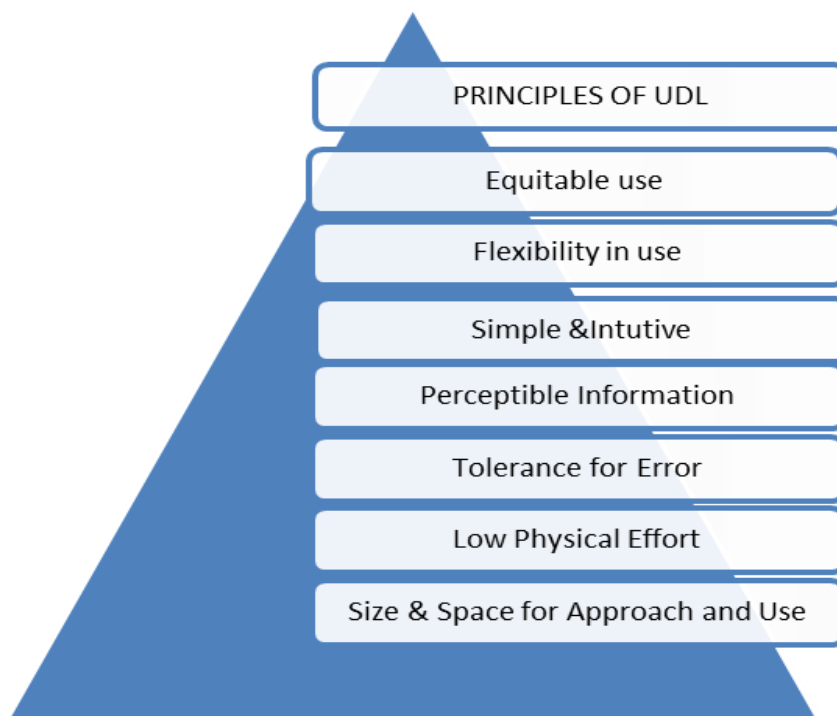 PRINCIPLES OF UDL
Equitable use
Flexibility in use
Simple &Intutive
Perceptible Information
Tolerance for Error
Low Physical Effort
Size & Space for Approach and Use